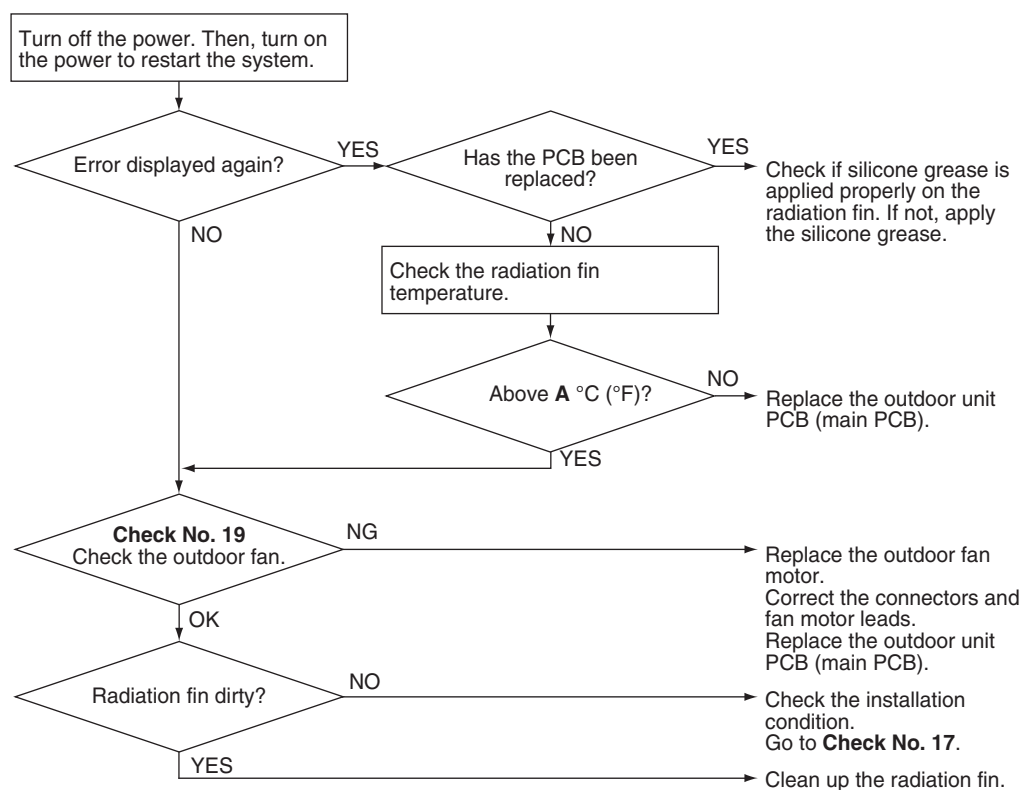 Turn off the power. Then, turn on
the power to restart the system.
Error displayed again?
YES
Has the PCB been
replaced?
YES
Check if silicone grease is
applied properly on the
radiation fin. If not, apply
the silicone grease.
NO
NO
Check the radiation fin
temperature.
Above A °C (°F)?
NO
Replace the outdoor unit
PCB (main PCB).
YES
Check No. 19
Check the outdoor fan.
NG
Replace the outdoor fan
motor.
Correct the connectors and
fan motor leads.
Replace the outdoor unit
PCB (main PCB).
OK
Radiation fin dirty?
NO
Check the installation
condition.
Go to Check No. 17.
YES
Clean up the radiation fin.